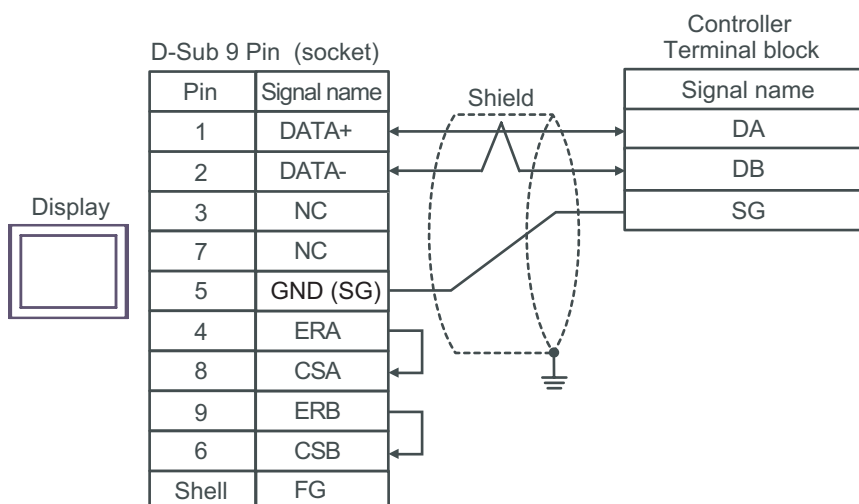 Controller
Terminal block
D-Sub 9 Pin (socket)
Pin Signal name
Shield
Signal name
1 DATA+
DA
2 DATA-
DB
Display
3 NC
SG
7 NC
5 GND (SG)
4 ERA
8 CSA
9 ERB
6 CSB
Shell FG